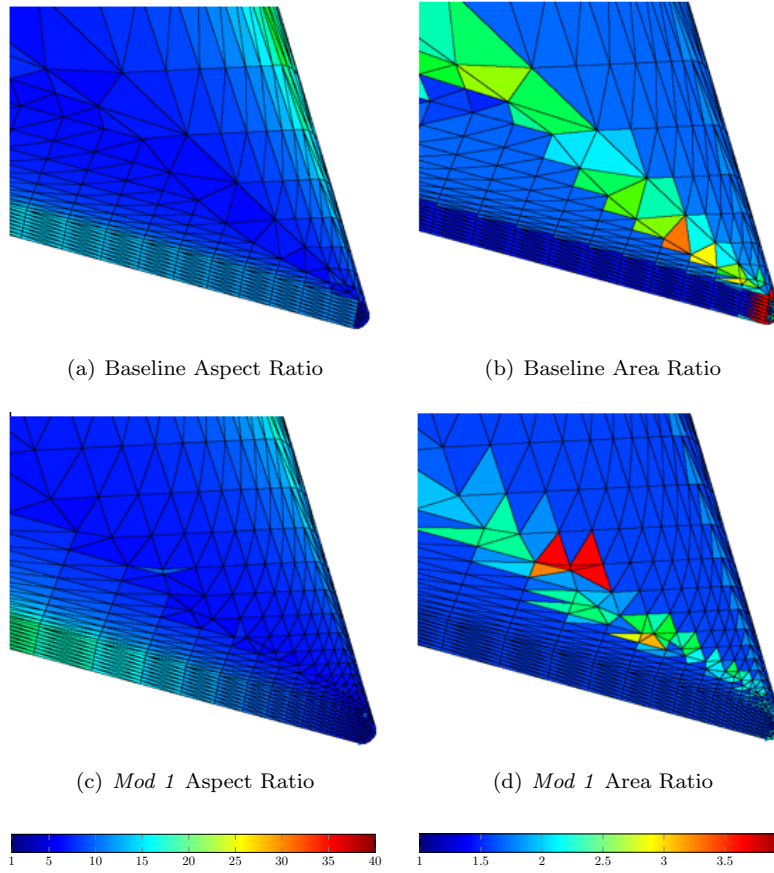 (a) Baseline Aspect Ratio
(b) Baseline Area Ratio
(c) Mod 1 Aspect Ratio
(d) Mod 1 Area Ratio
1 5 10 15 20 25 30 35 40
1 1.5 2 2.5 3 3.5